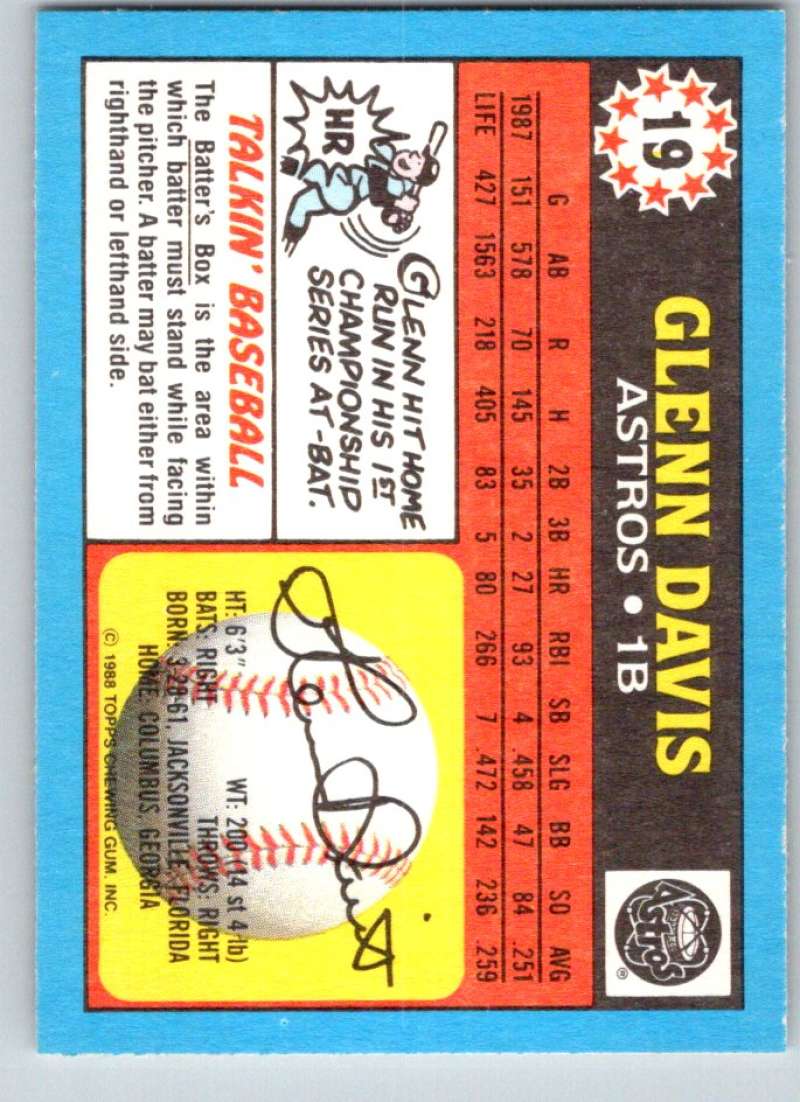 19
GLENN DAVIS
ASTROS • 1B
Astros
®
G AB R H 2B 3B HR RBI SB SLG BB SO AVG
1987 151 578 70 145 35 2 27 93 4 .458 47 84 .251
LIFE 427 1563 218 405 83 5 80 266 7 .472 142 236 .259
HR
GLENN HIT HOME
RUN IN HIS 1ST
CHAMPIONSHIP
SERIES AT-BAT.
TALKIN' BASEBALL
The Batter's Box is the area within
which batter must stand while facing
the pitcher. A batter may bat either from
righthand or lefthand side.
HT: 6'3" WT: 200 (14 st 4 lb)
BATS: RIGHT THROWS: RIGHT
BORN: 3-28-61, JACKSONVILLE, FLORIDA
HOME: COLUMBUS, GEORGIA
© 1988 TOPPS CHEWING GUM, INC.